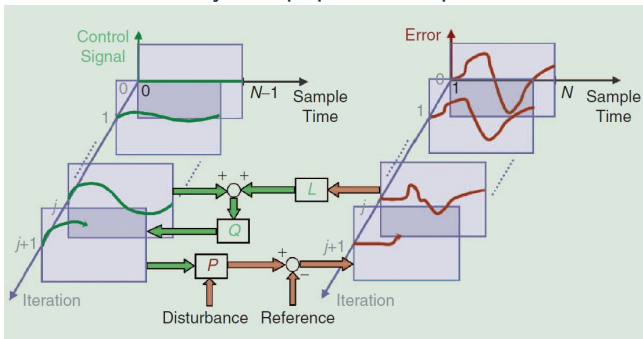 Control
Signal
Error
0
0
N–1
Sample
Time
0
1
N
Sample
Time
1
1
+
+
L
j
j
Q
j+1
j+1
P
+
–
Iteration
Iteration
Disturbance
Reference